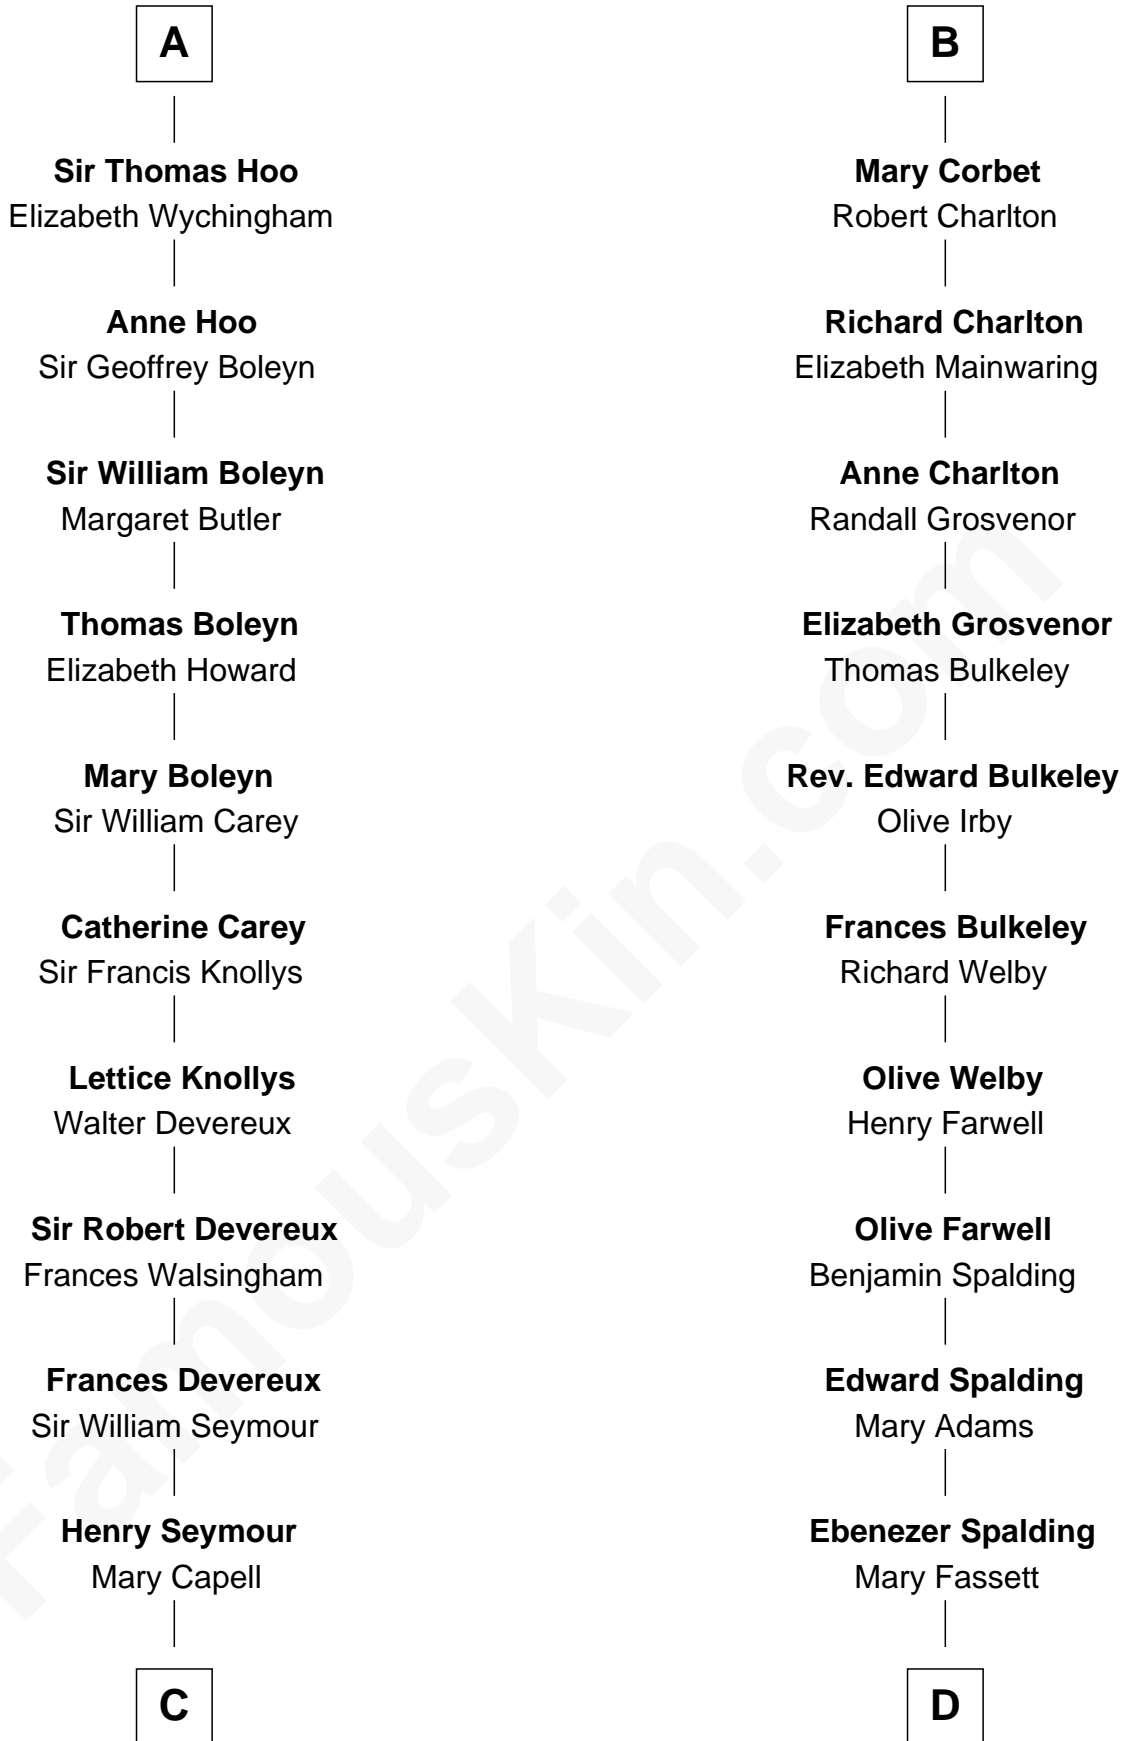 A
Sir Thomas Hoo
Elizabeth Wychingham
Anne Hoo
Sir Geoffrey Boleyn
Sir William Boleyn
Margaret Butler
Thomas Boleyn
Elizabeth Howard
Mary Boleyn
Sir William Carey
Catherine Carey
Sir Francis Knollys
Lettice Knollys
Walter Devereux
Sir Robert Devereux
Frances Walsingham
Frances Devereux
Sir William Seymour
Henry Seymour
Mary Capell
C
B
Mary Corbet
Robert Charlton
Richard Charlton
Elizabeth Mainwaring
Anne Charlton
Randall Grosvenor
Elizabeth Grosvenor
Thomas Bulkeley
Rev. Edward Bulkeley
Olive Irby
Frances Bulkeley
Richard Welby
Olive Welby
Henry Farwell
Olive Farwell
Benjamin Spalding
Edward Spalding
Mary Adams
Ebenezer Spalding
Mary Fassett
D
FamousKin.com